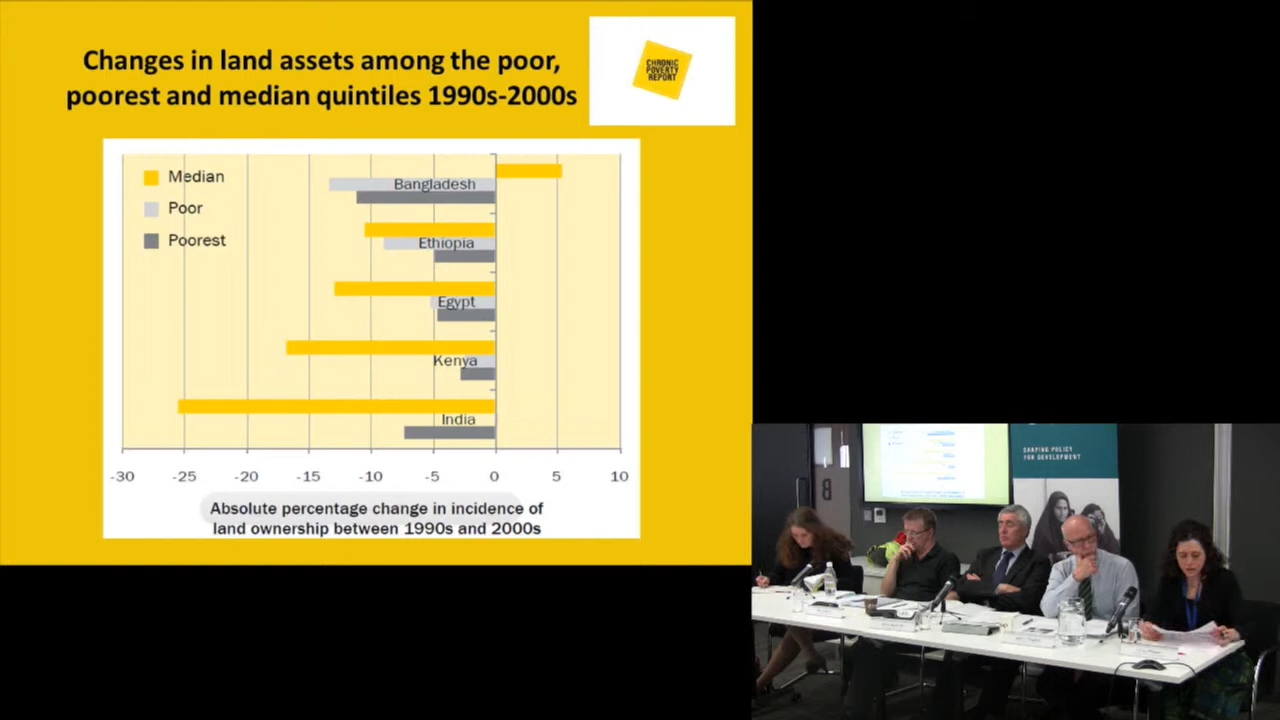 Changes in land assets among the poor,
poorest and median quintiles 1990s-2000s
CHRONIC
POVERTY
REPORT
Median
Poor
Poorest
Bangladesh
Ethiopia
Egypt
Kenya
India
-30 -25 -20 -15 -10 -5 0 5 10
Absolute percentage change in incidence of
land ownership between 1990s and 2000s
SHAPING POLICY
FOR DEVELOPMENT
8